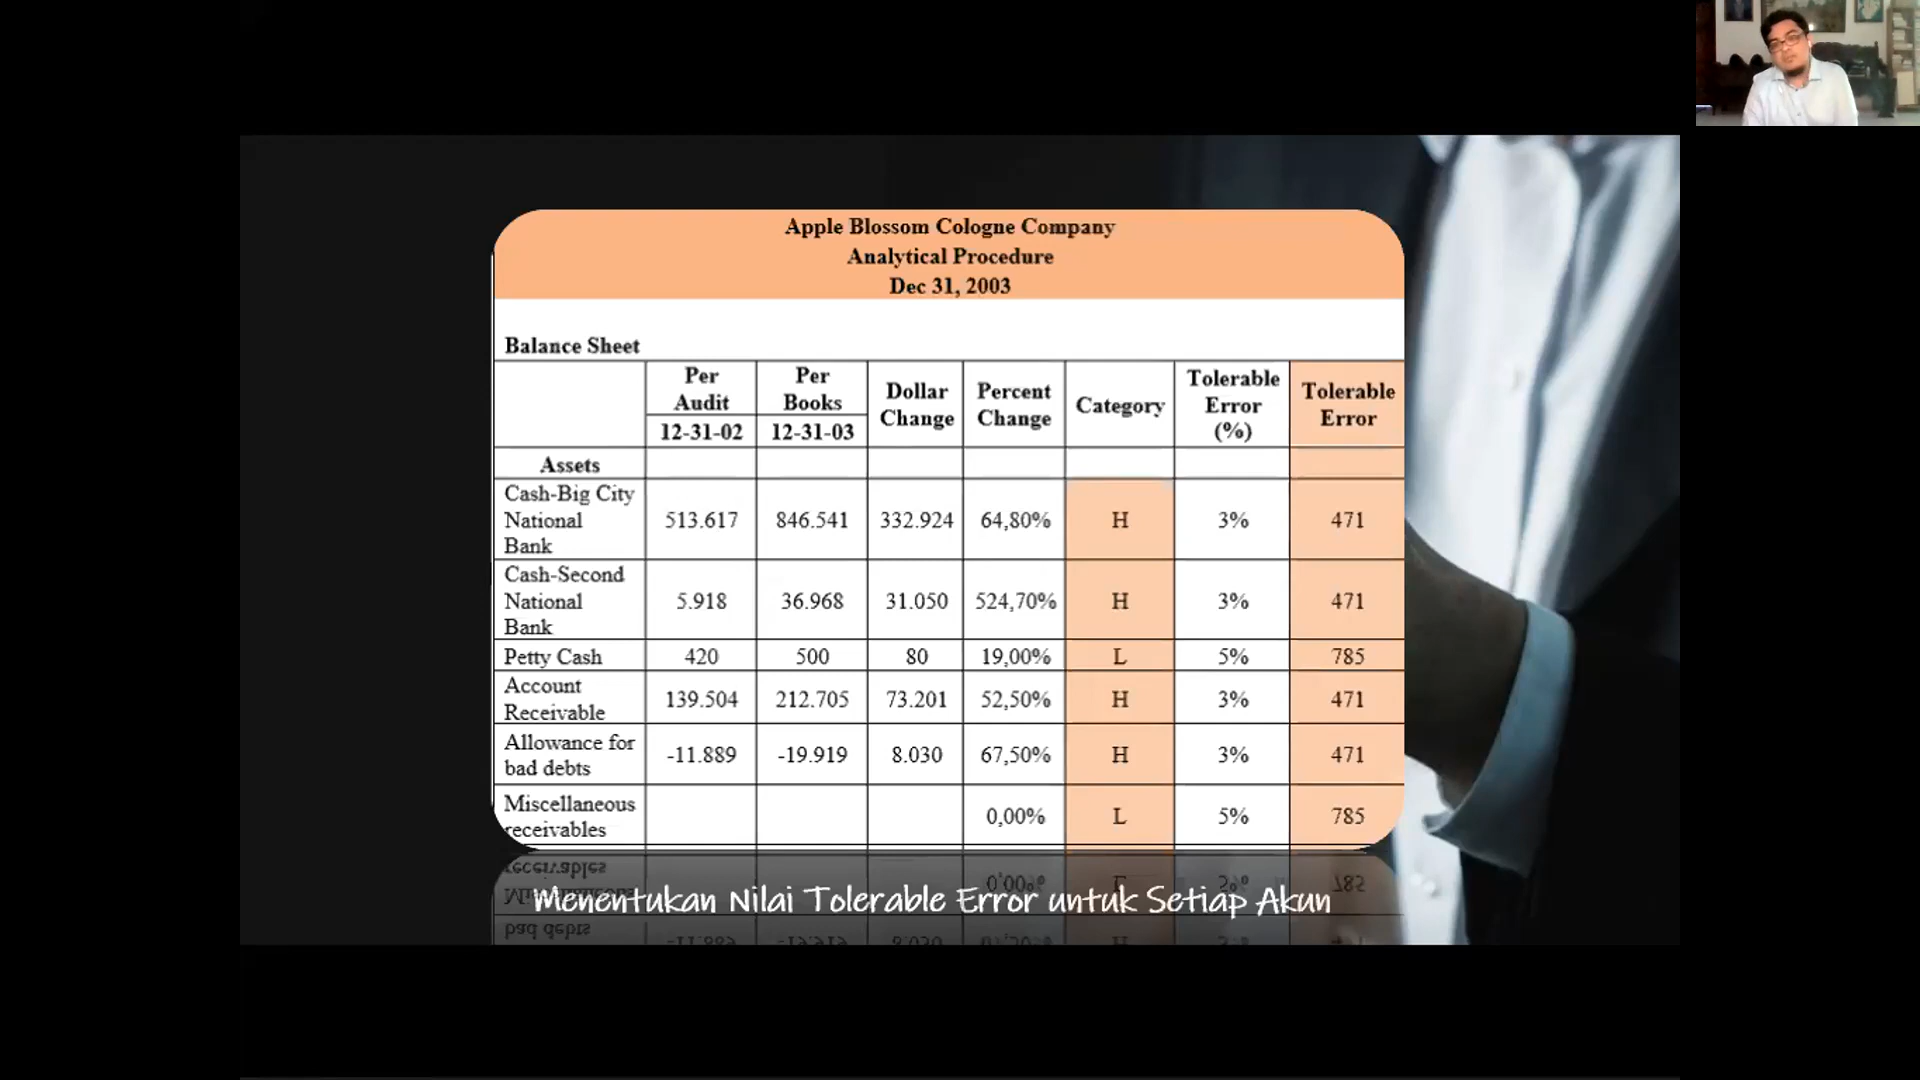 Apple Blossom Cologne Company
Analytical Procedure
Dec 31, 2003
Balance Sheet
Per Audit
Per Books
Dollar Change
Percent Change
Category
Tolerable Error (%)
Tolerable Error
12-31-02
12-31-03
Assets
Cash-Big City National Bank 513.617 846.541 332.924 64,80% H 3% 471
Cash-Second National Bank 5.918 36.968 31.050 524,70% H 3% 471
Petty Cash 420 500 80 19,00% L 5% 785
Account Receivable 139.504 212.705 73.201 52,50% H 3% 471
Allowance for bad debts -11.889 -19.919 8.030 67,50% H 3% 471
Miscellaneous receivables 0,00% L 5% 785
Menentukan Nilai Tolerable Error untuk Setiap Akun